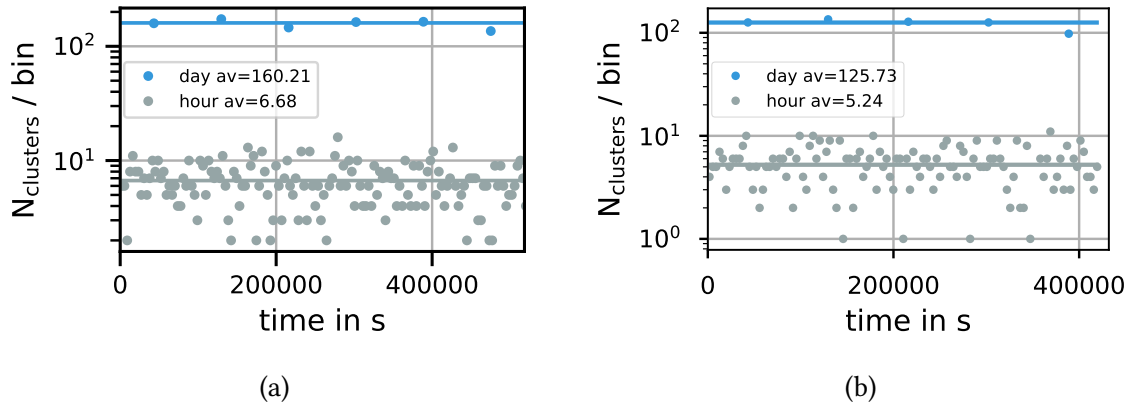 10²
10¹
N_clusters / bin
day av=160.21
hour av=6.68
0 200000 400000
time in s
(a)
10²
10¹
10⁰
N_clusters / bin
day av=125.73
hour av=5.24
0 200000 400000
time in s
(b)